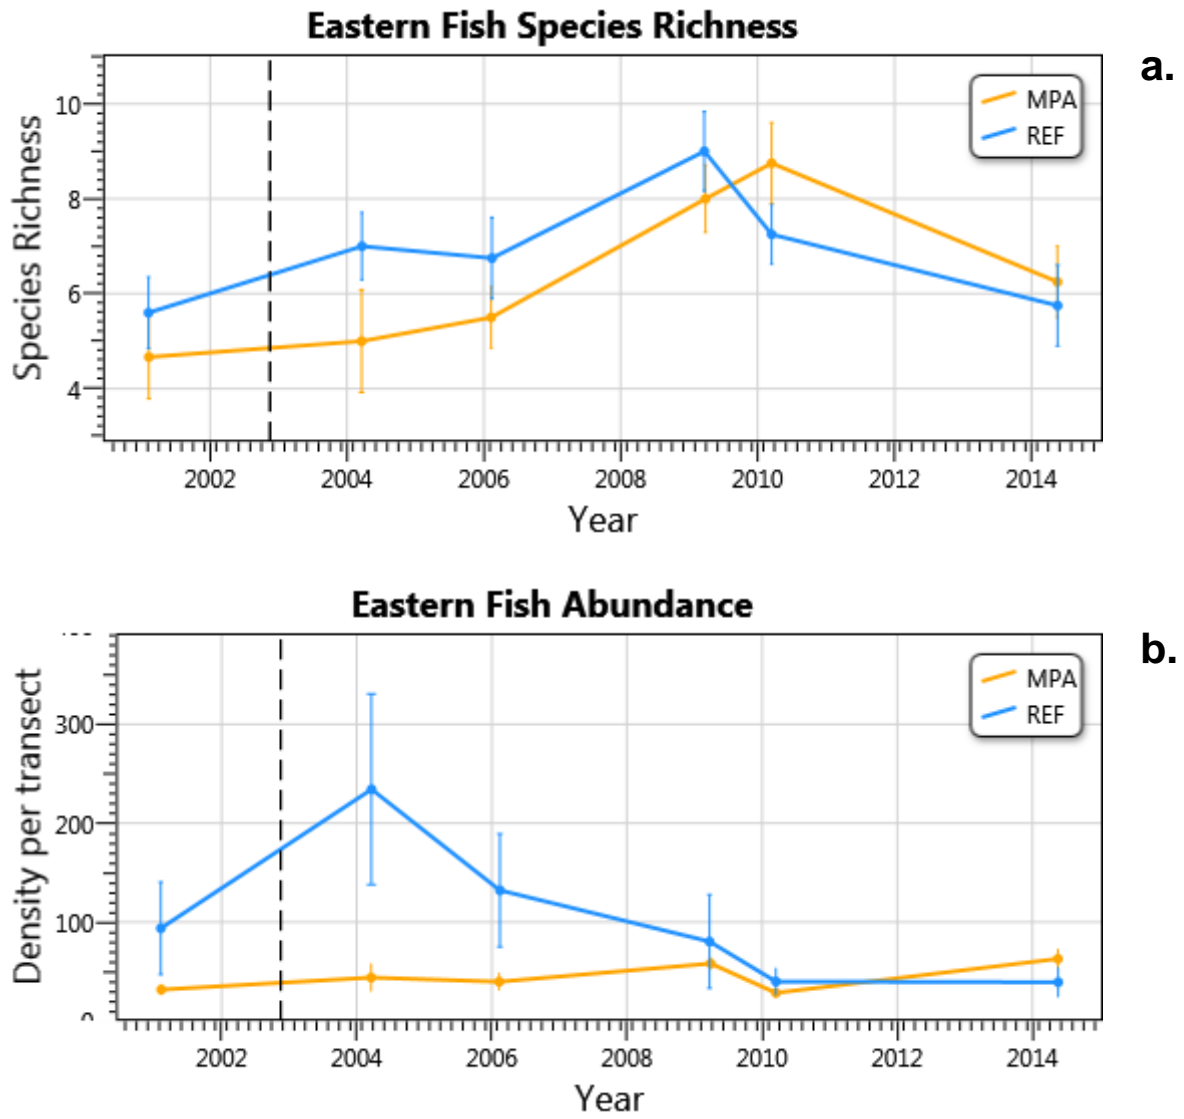 Eastern Fish Species Richness
a.
MPA
REF
Species Richness
10
8
6
4
2002 2004 2006 2008 2010 2012 2014
Year
Eastern Fish Abundance
b.
MPA
REF
Density per transect
300
200
100
0
2002 2004 2006 2008 2010 2012 2014
Year